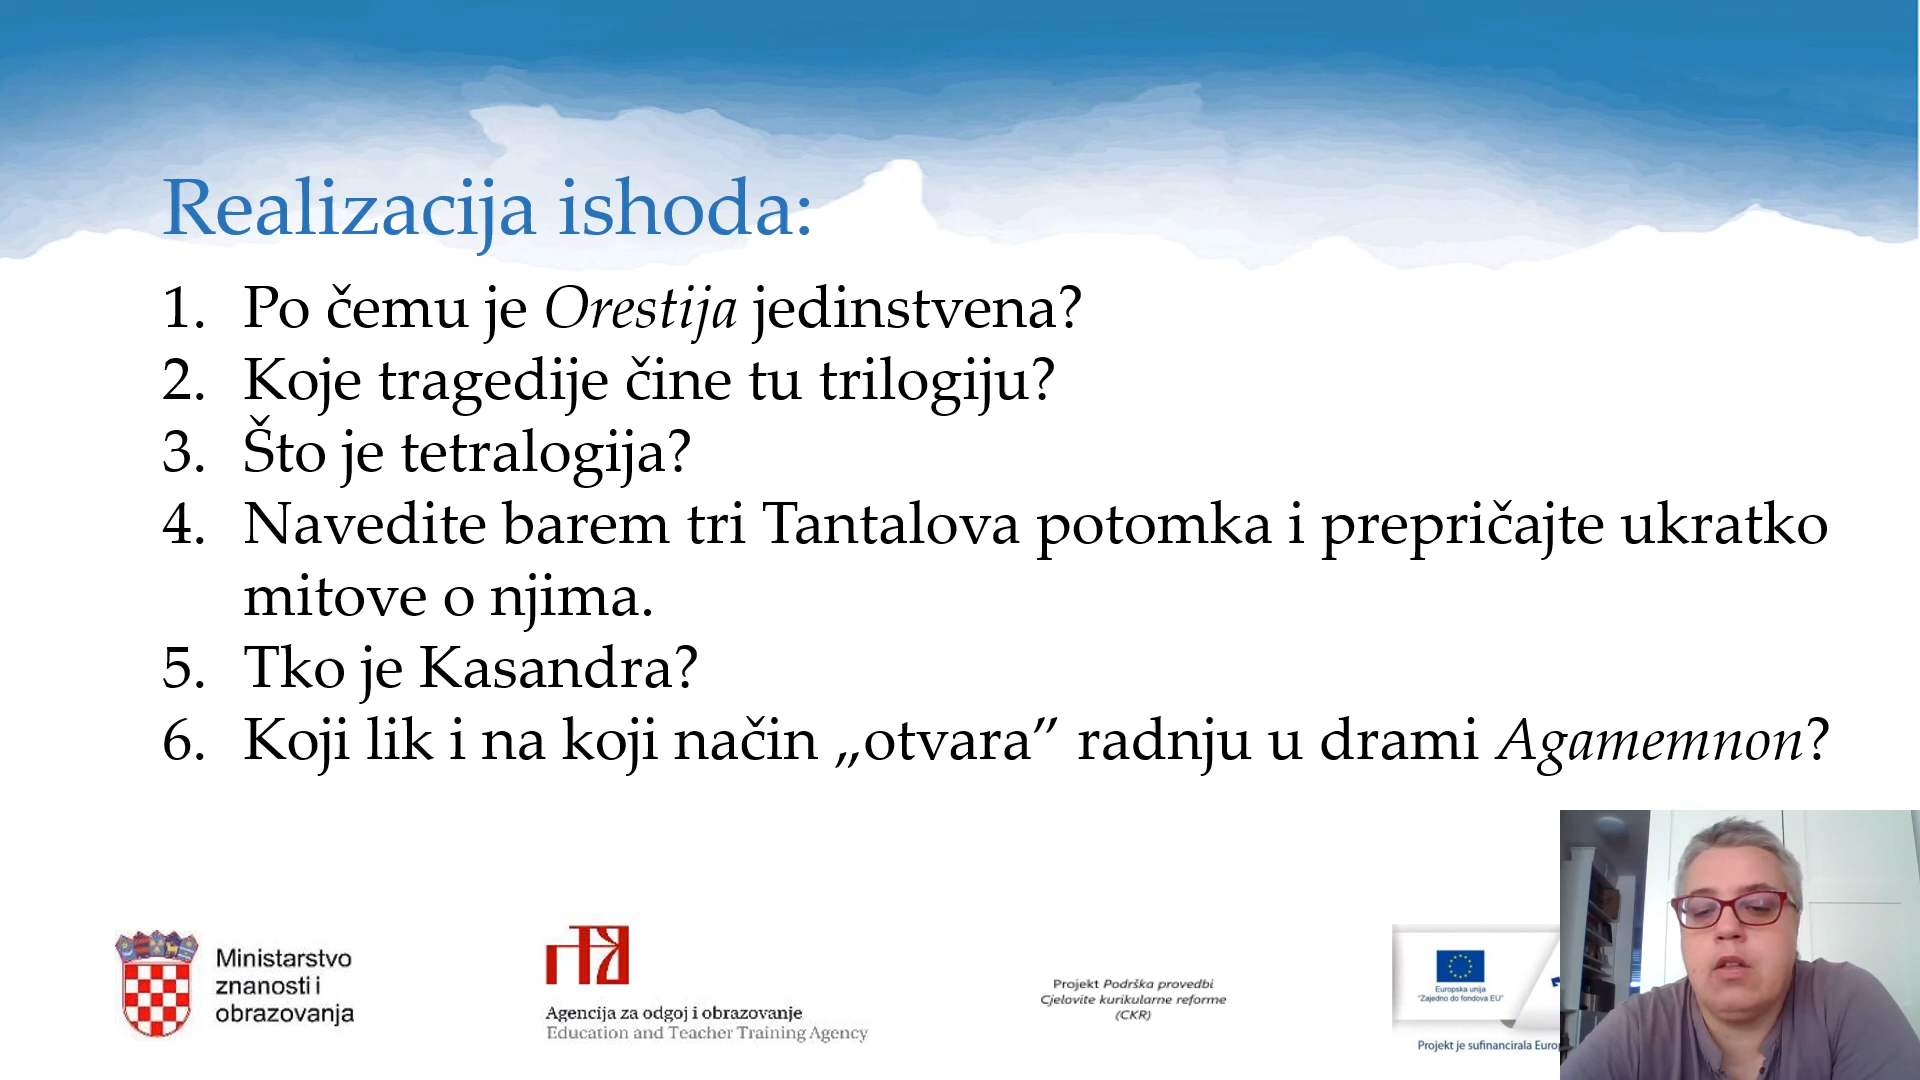 Realizacija ishoda:
1. Po čemu je Orestija jedinstvena?
2. Koje tragedije čine tu trilogiju?
3. Što je tetralogija?
4. Navedite barem tri Tantalova potomka i prepričajte ukratko
mitove o njima.
5. Tko je Kasandra?
6. Koji lik i na koji način „otvara” radnju u drami Agamemnon?
Ministarstvo
znanosti i
obrazovanja
Agencija za odgoj i obrazovanje
Education and Teacher Training Agency
Projekt Podrška provedbi
Cjelovite kurikularne reforme
(CKR)
Europska unija
"Zajedno do fondova EU"
Projekt je sufinancirala